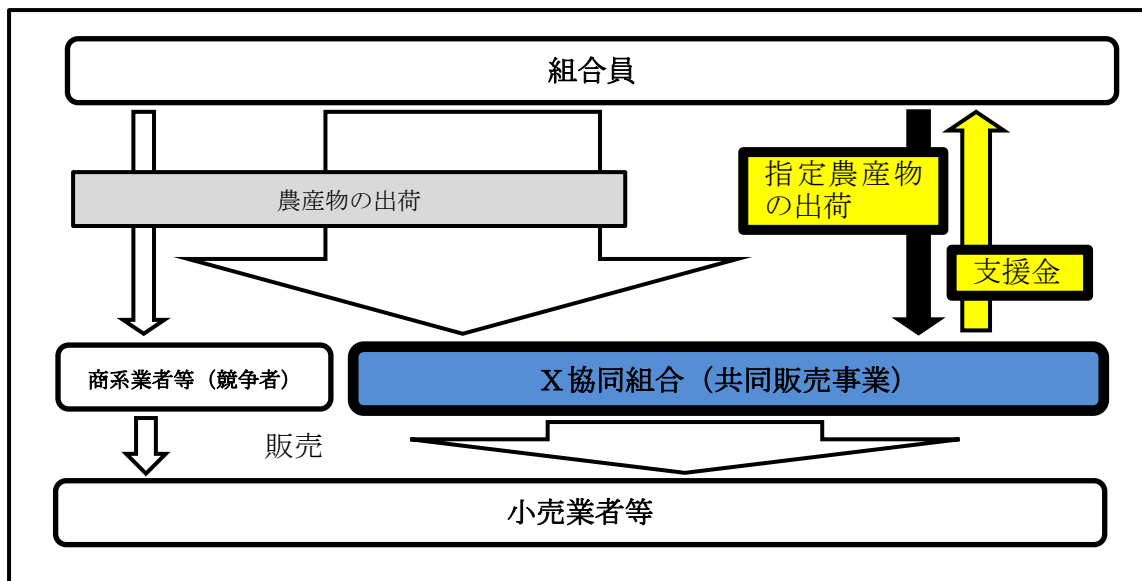 組合員
農産物の出荷
指定農産物
の出荷
支援金
商系業者等（競争者）
Ｘ協同組合（共同販売事業）
販売
小売業者等